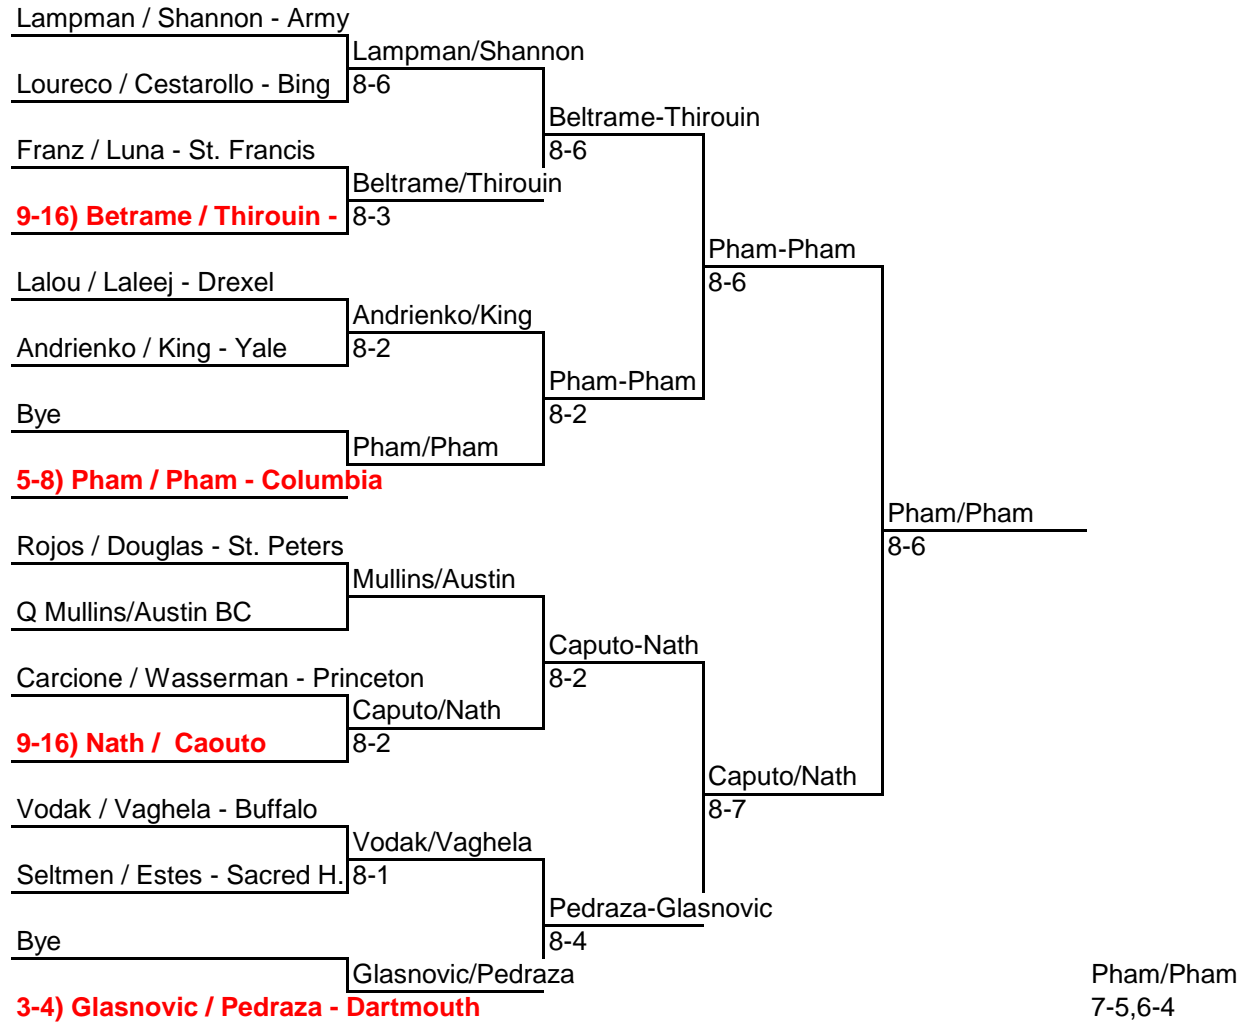 Lampman / Shannon - Army
Lampman/Shannon
Loureco / Cestarollo - Bing
8-6
Beltrame-Thirouin
Franz / Luna - St. Francis
8-6
Beltrame/Thirouin
9-16) Betrame / Thirouin -
8-3
Pham-Pham
Lalou / Laleej - Drexel
8-6
Andrienko/King
Andrienko / King - Yale
8-2
Pham-Pham
Bye
8-2
Pham/Pham
5-8) Pham / Pham - Columbia
Pham/Pham
Rojos / Douglas - St. Peters
8-6
Mullins/Austin
Q Mullins/Austin BC
Caputo-Nath
Carcione / Wasserman - Princeton
8-2
Caputo/Nath
9-16) Nath /  Caouto
8-2
Caputo/Nath
Vodak / Vaghela - Buffalo
8-7
Vodak/Vaghela
Seltmen / Estes - Sacred H.
8-1
Pedraza-Glasnovic
Bye
8-4
Glasnovic/Pedraza
Pham/Pham
3-4) Glasnovic / Pedraza - Dartmouth
7-5,6-4